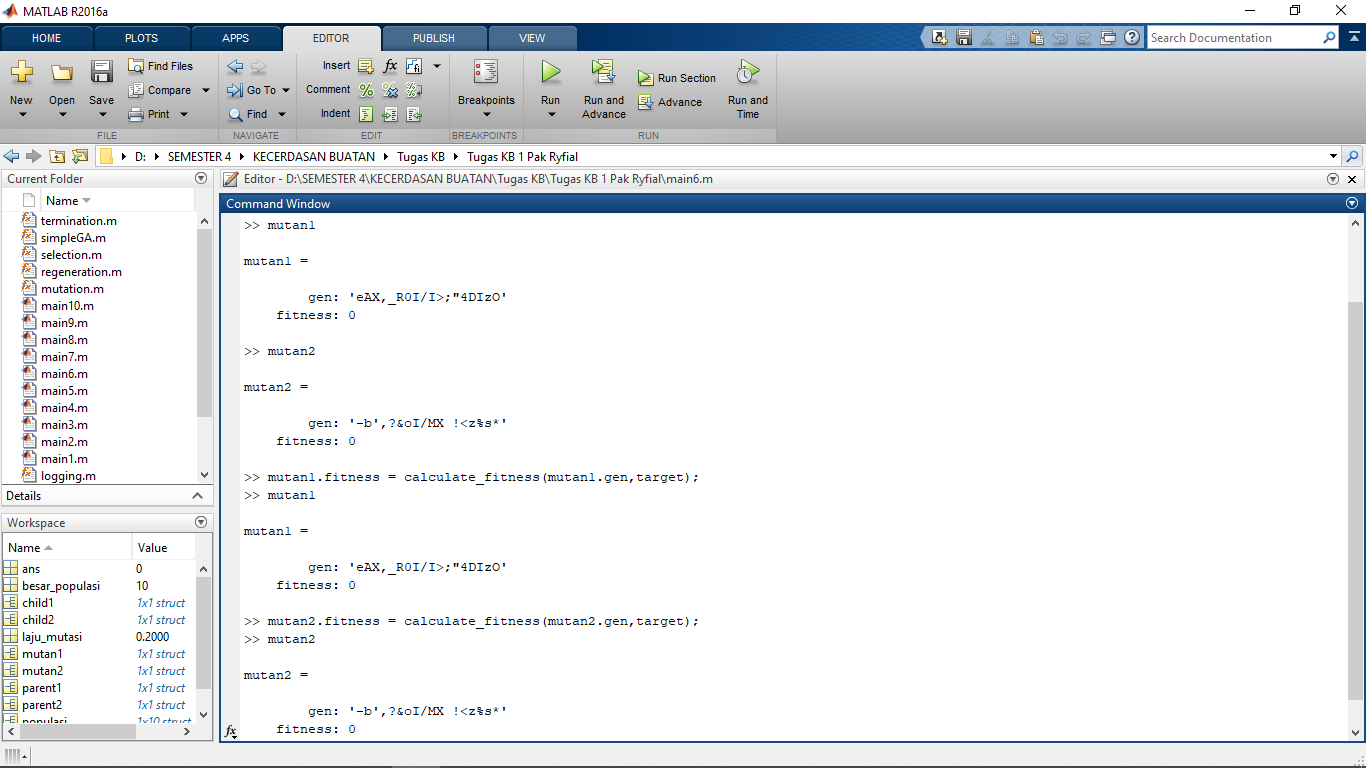 MATLAB R2016a
HOME PLOTS APPS EDITOR PUBLISH VIEW
Search Documentation
New Open Save
Find Files
Compare
Print
FILE
Go To
Find
NAVIGATE
Insert fx
Comment
Indent
EDIT
Breakpoints
BREAKPOINTS
Run
Run and Advance
Run Section
Advance
Run and Time
RUN
D: SEMESTER 4 KECERDASAN BUATAN Tugas KB Tugas KB 1 Pak Ryfial
Current Folder
Name
termination.m
simpleGA.m
selection.m
regeneration.m
mutation.m
main10.m
main9.m
main8.m
main7.m
main6.m
main5.m
main4.m
main3.m
main2.m
main1.m
logging.m
Details
Workspace
Name Value
ans 0
besar_populasi 10
child1 1x1 struct
child2 1x1 struct
laju_mutasi 0.2000
mutan1 1x1 struct
mutan2 1x1 struct
parent1 1x1 struct
parent2 1x1 struct
populasi 1x10 struct
Editor - D:\SEMESTER 4\KECERDASAN BUATAN\Tugas KB\Tugas KB 1 Pak Ryfial\main6.m
Command Window
>> mutan1
mutan1 =
gen: 'eAX,_R0I/I>;"4DIzO'
fitness: 0
>> mutan2
mutan2 =
gen: '-b',?&oI/MX !<z%s*'
fitness: 0
>> mutan1.fitness = calculate_fitness(mutan1.gen,target);
>> mutan1
mutan1 =
gen: 'eAX,_R0I/I>;"4DIzO'
fitness: 0
>> mutan2.fitness = calculate_fitness(mutan2.gen,target);
>> mutan2
mutan2 =
gen: '-b',?&oI/MX !<z%s*'
fitness: 0
fx